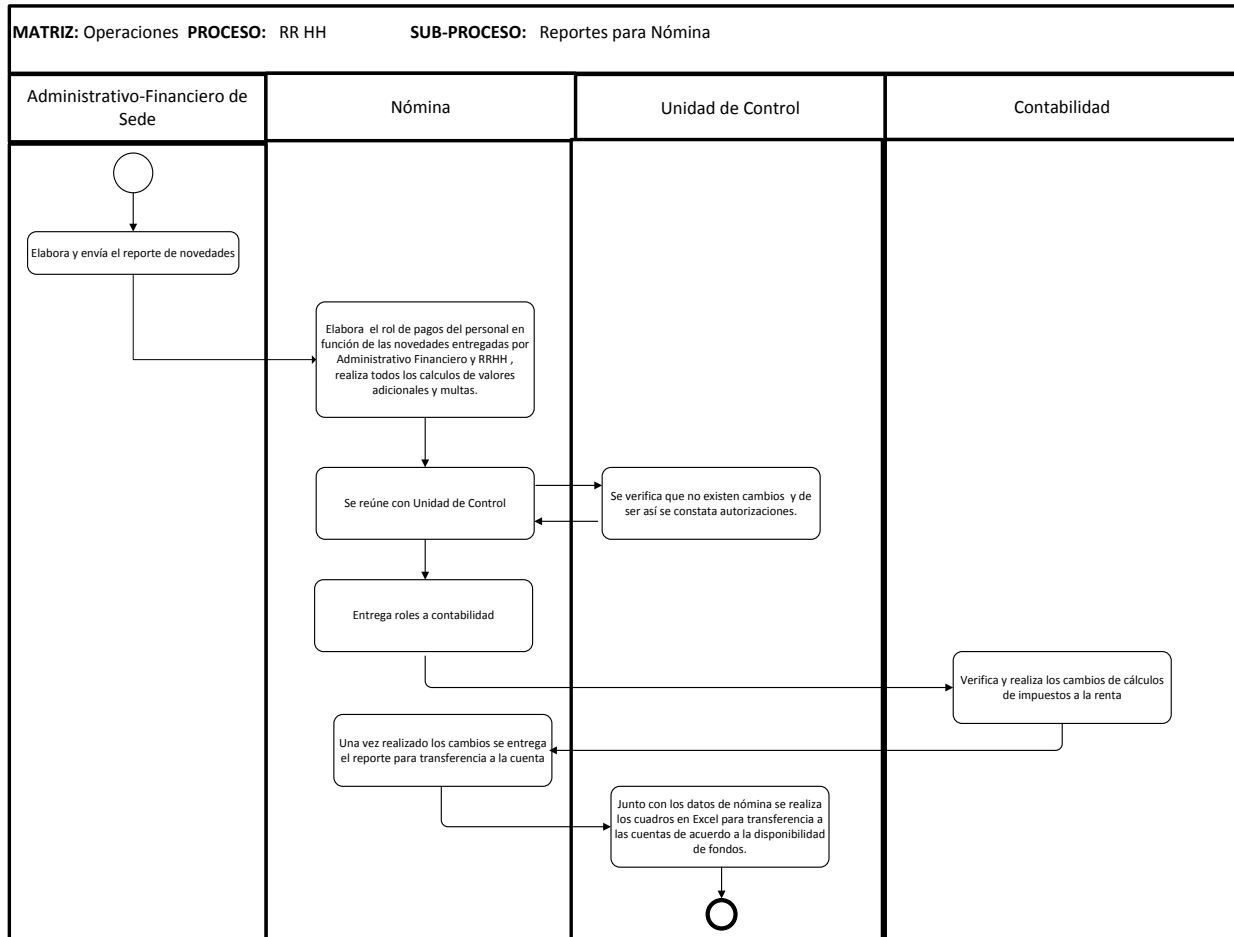 MATRIZ: Operaciones PROCESO: RR HH SUB-PROCESO: Reportes para Nómina
Administrativo-Financiero de
Sede
Nómina
Unidad de Control
Contabilidad
Elabora y envía el reporte de novedades
Elabora el rol de pagos del personal en
función de las novedades entregadas por
Administrativo Financiero y RRHH ,
realiza todos los calculos de valores
adicionales y multas.
Se reúne con Unidad de Control
Se verifica que no existen cambios y de
ser así se constata autorizaciones.
Entrega roles a contabilidad
Verifica y realiza los cambios de cálculos
de impuestos a la renta
Una vez realizado los cambios se entrega
el reporte para transferencia a la cuenta
Junto con los datos de nómina se realiza
los cuadros en Excel para transferencia a
las cuentas de acuerdo a la disponibilidad
de fondos.